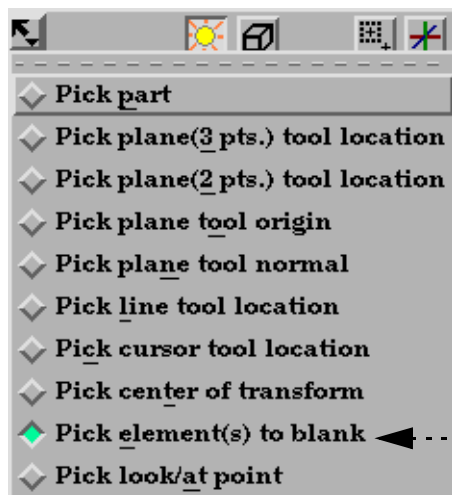 Pick part
Pick plane(3 pts.) tool location
Pick plane(2 pts.) tool location
Pick plane tool origin
Pick plane tool normal
Pick line tool location
Pick cursor tool location
Pick center of transform
Pick element(s) to blank
Pick look/at point